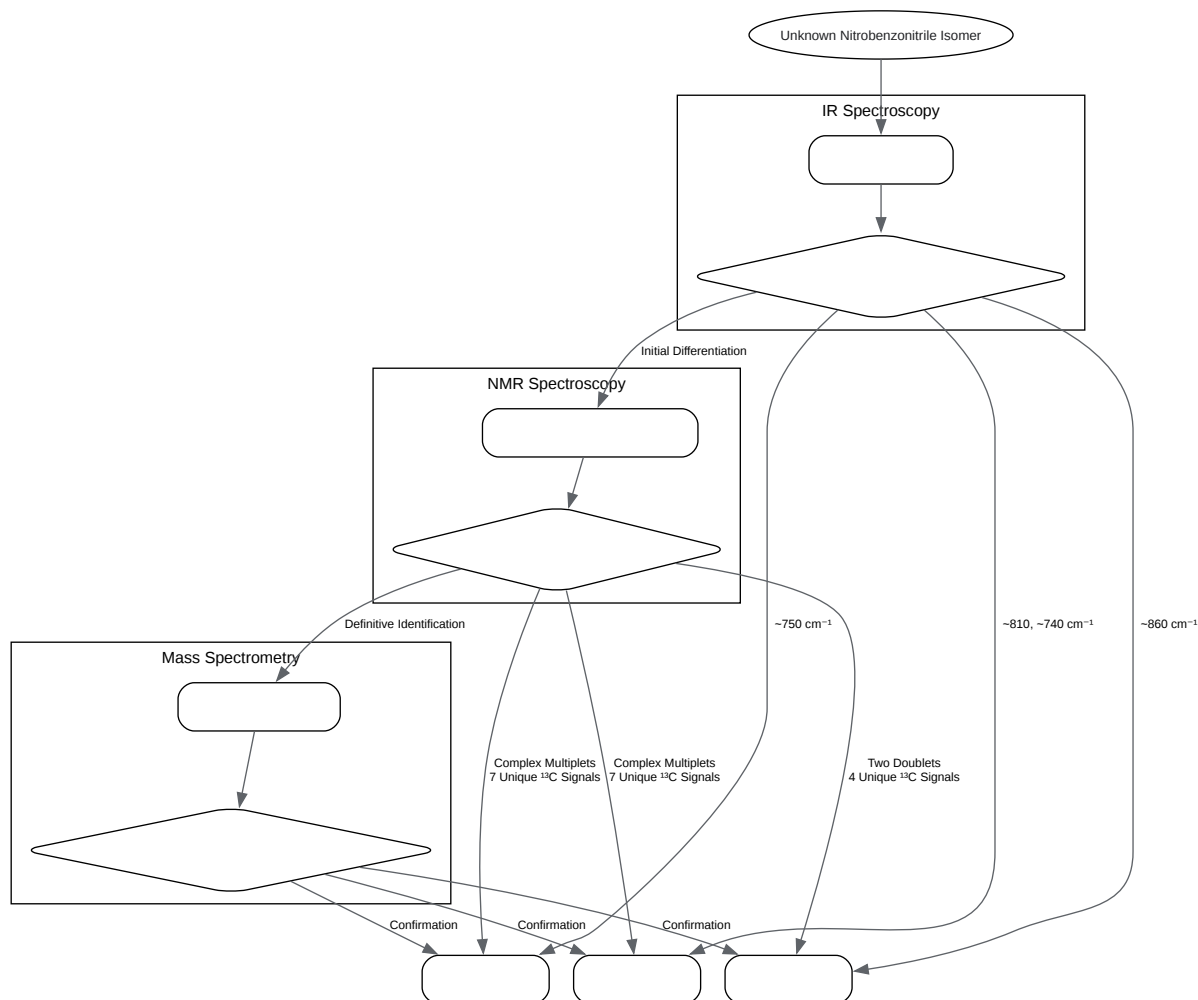 Unknown Nitrobenzonitrile Isomer
IR Spectroscopy
Initial Differentiation
NMR Spectroscopy
Definitive Identification
~750 cm⁻¹
~810, ~740 cm⁻¹
~860 cm⁻¹
Mass Spectrometry
Complex Multiplets
7 Unique ¹³C Signals
Complex Multiplets
7 Unique ¹³C Signals
Two Doublets
4 Unique ¹³C Signals
Confirmation
Confirmation
Confirmation